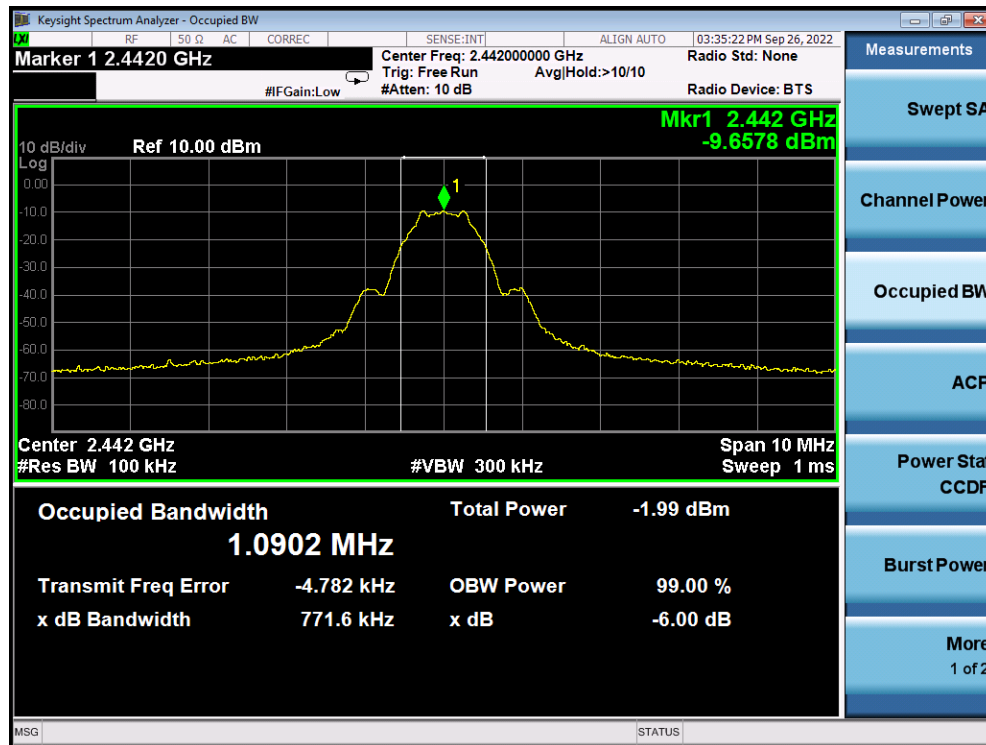 Keysight Spectrum Analyzer - Occupied BW
LXI RF 50 Ω AC CORREC SENSE:INT ALIGN AUTO 03:35:22 PM Sep 26, 2022
Marker 1 2.4420 GHz
Center Freq: 2.442000000 GHz Radio Std: None
Trig: Free Run Avg|Hold:>10/10
#IFGain:Low #Atten: 10 dB Radio Device: BTS
Mkr1 2.442 GHz
10 dB/div Ref 10.00 dBm -9.6578 dBm
Log
0.00
1
-10.0
-20.0
-30.0
-40.0
-50.0
-60.0
-70.0
-80.0
Center 2.442 GHz Span 10 MHz
#Res BW 100 kHz #VBW 300 kHz Sweep 1 ms
Occupied Bandwidth Total Power -1.99 dBm
1.0902 MHz
Transmit Freq Error -4.782 kHz OBW Power 99.00 %
x dB Bandwidth 771.6 kHz x dB -6.00 dB
MSG STATUS
Measurements
Swept SA
Channel Power
Occupied BW
ACP
Power Stat
CCDF
Burst Power
More
1 of 2